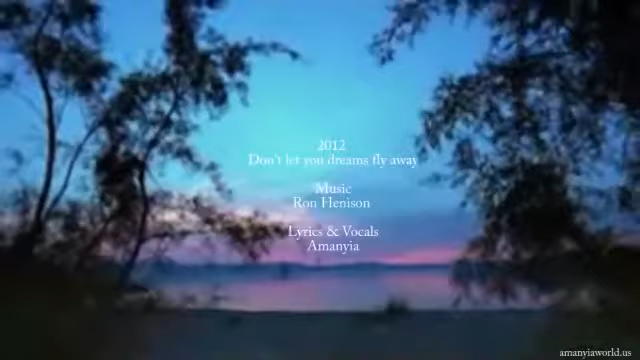 2012
Don't let you dreams fly away
Music
Ron Henison
Lyrics & Vocals
Amanyia
amanyiaworld.us